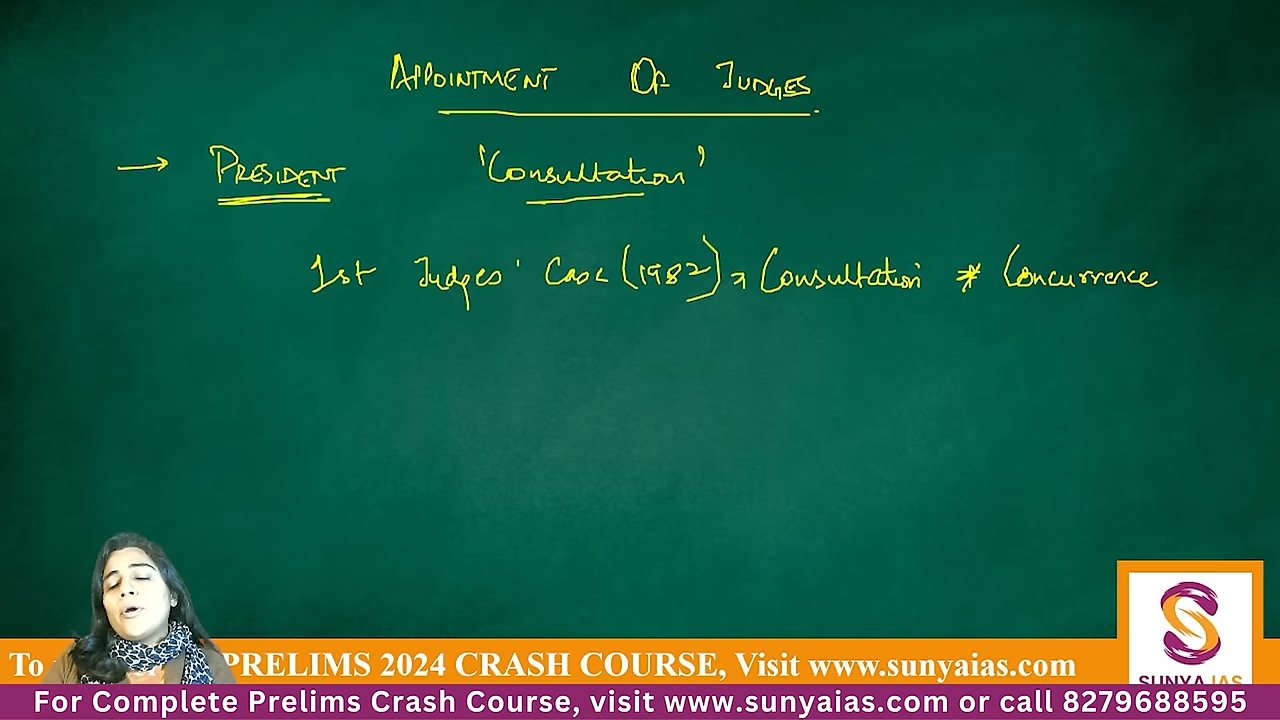 APPOINTMENT OF JUDGES
→ PRESIDENT 'Consultation'
1st Judges' Case (1982) → Consultation ≠ Concurrence
To PRELIMS 2024 CRASH COURSE, Visit www.sunyaias.com
SUNYA IAS
For Complete Prelims Crash Course, visit www.sunyaias.com or call 8279688595